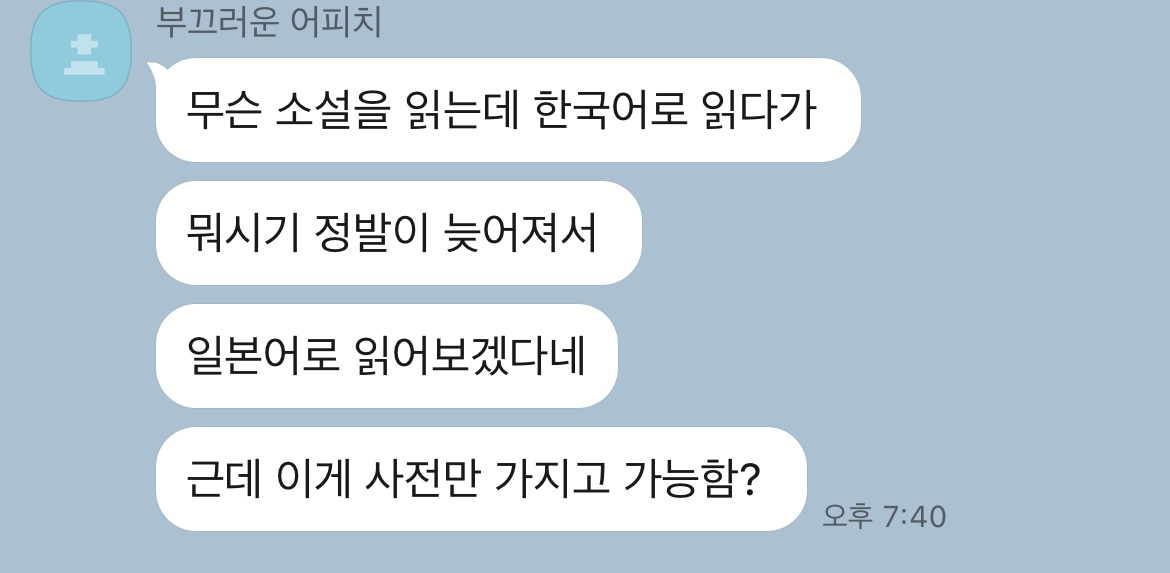 부끄러운 어피치
무슨 소설을 읽는데 한국어로 읽다가
뭐시기 정발이 늦어져서
일본어로 읽어보겠다네
근데 이게 사전만 가지고 가능함?
오후 7:40